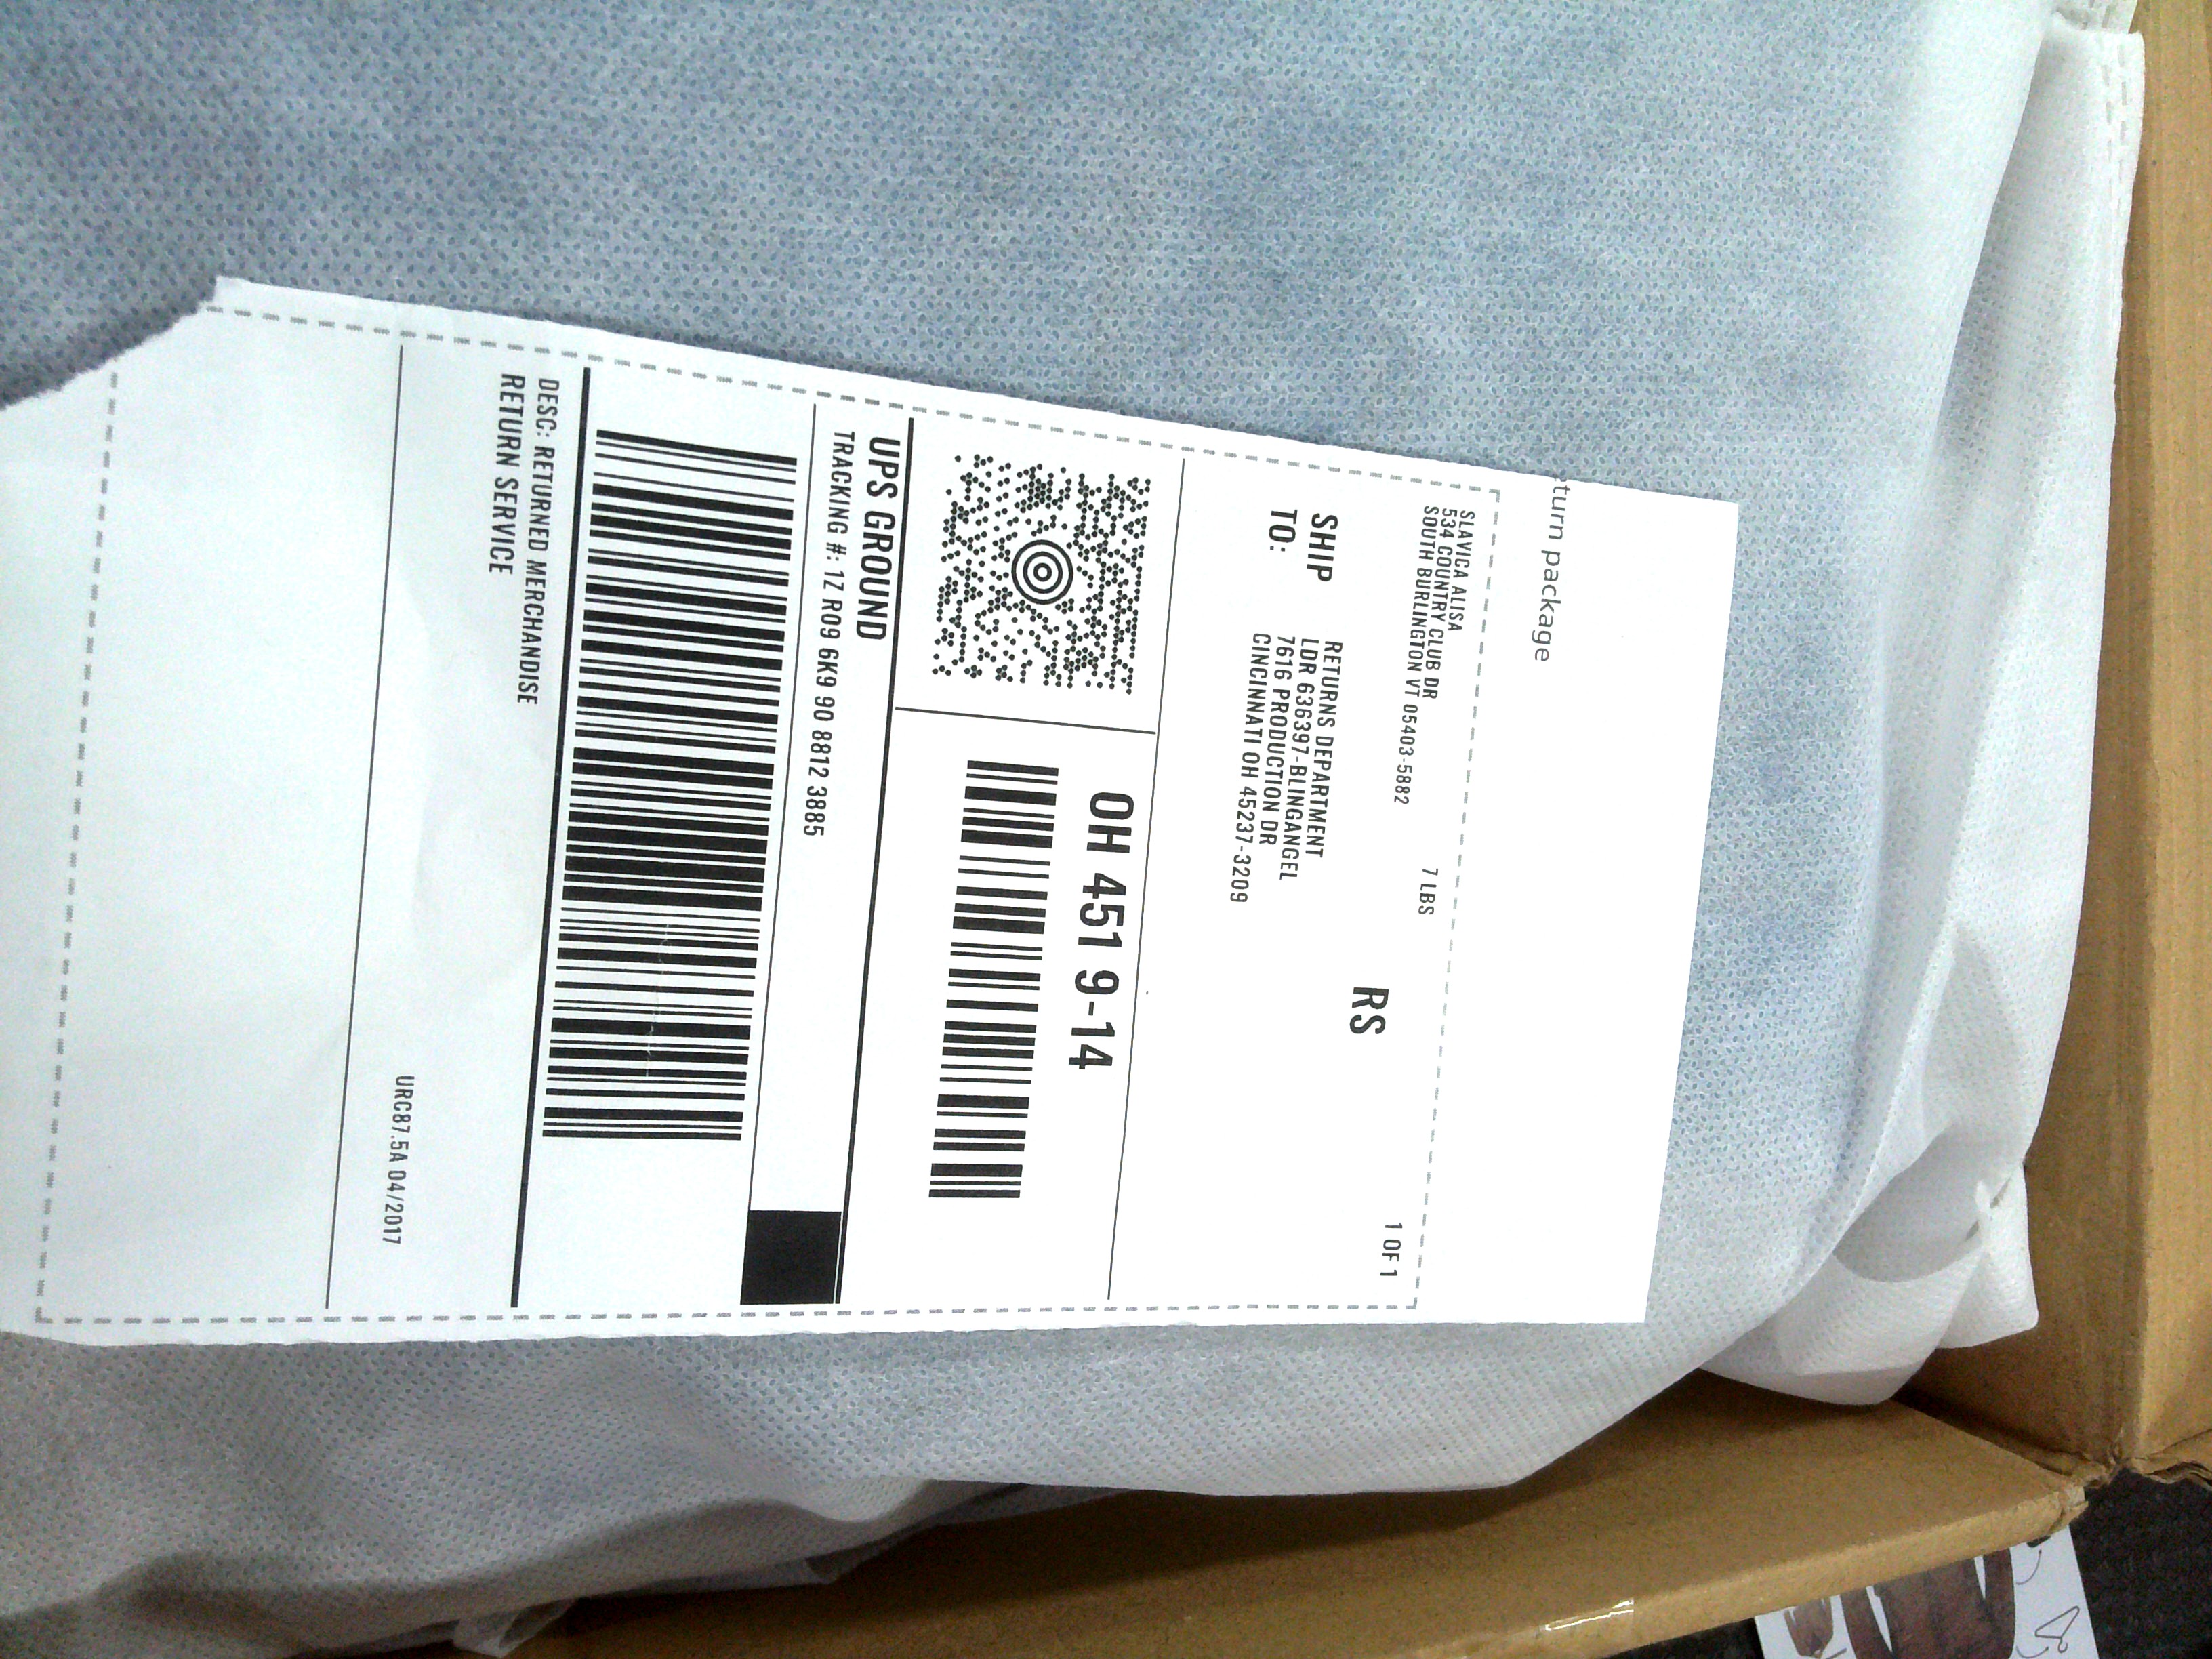 turn package
SLAVICA ALISA
534 COUNTRY CLUB DR
SOUTH BURLINGTON VT 05403-5882
7 LBS
1 OF 1
RS
SHIP
TO:
RETURNS DEPARTMENT
LDR 636397-BLINGANGEL
7616 PRODUCTION DR
CINCINNATI OH 45237-3209
OH 451 9-14
UPS GROUND
TRACKING #: 1Z R09 6K9 90 8812 3885
DESC: RETURNED MERCHANDISE
RETURN SERVICE
URC87.5A 04/2017